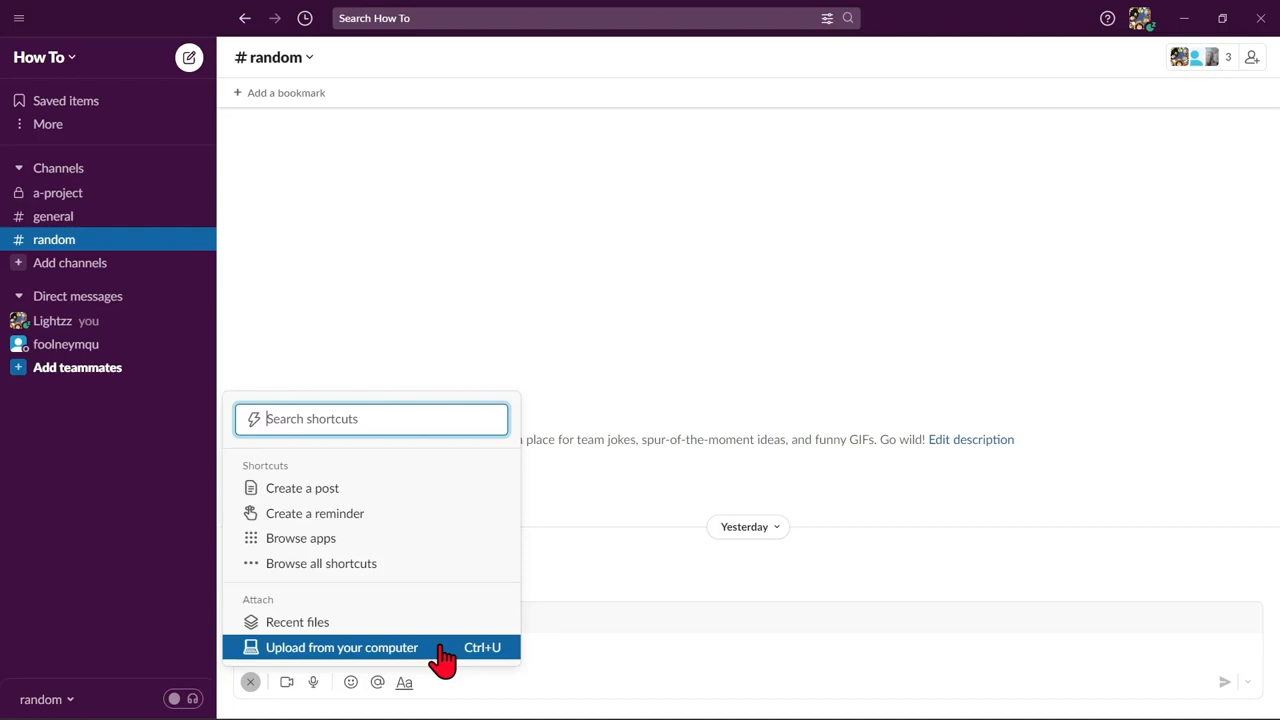 Search How To
How To
# random
3
Add a bookmark
Saved items
More
Channels
a-project
general
random
Add channels
Direct messages
Lightzz you
foolneymqu
Add teammates
Search shortcuts
place for team jokes, spur-of-the-moment ideas, and funny GIFs. Go wild! Edit description
Shortcuts
Create a post
Create a reminder
Browse apps
Browse all shortcuts
Yesterday
Attach
Recent files
Upload from your computer Ctrl+U
Aa
random